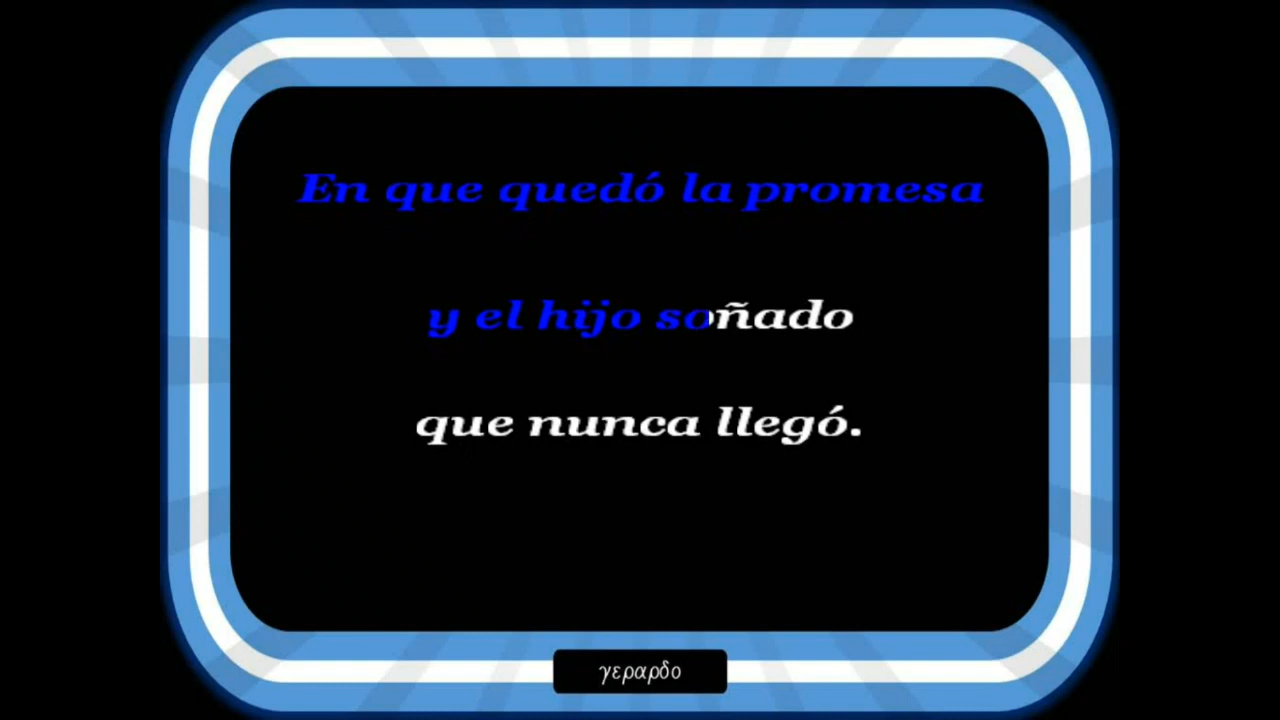 En que quedó la promesa
y el hijo soñado
que nunca llegó.
γεραρδο